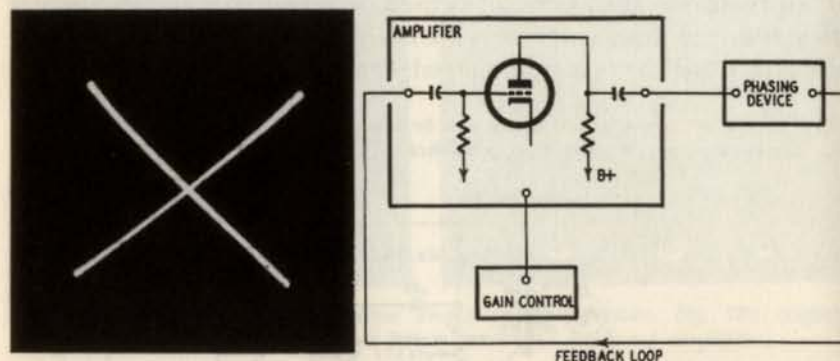 AMPLIFIER
PHASING
DEVICE
B+
GAIN CONTROL
FEEDBACK LOOP